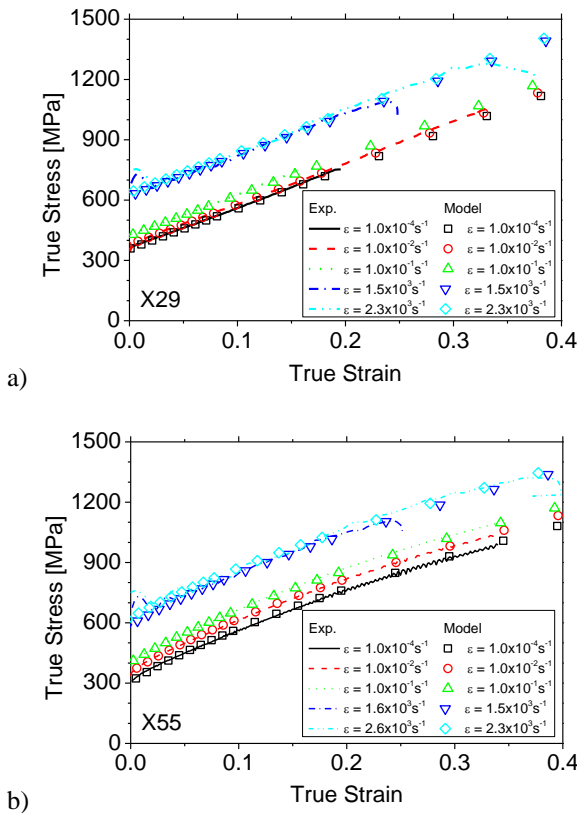 1500
1200
900
600
300
0
True Stress [MPa]
Exp. Model
ε = 1.0x10⁻⁴s⁻¹ ε = 1.0x10⁻⁴s⁻¹
ε = 1.0x10⁻²s⁻¹ ε = 1.0x10⁻²s⁻¹
ε = 1.0x10⁻¹s⁻¹ ε = 1.0x10⁻¹s⁻¹
ε = 1.5x10³s⁻¹ ε = 1.5x10³s⁻¹
ε = 2.3x10³s⁻¹ ε = 2.3x10³s⁻¹
X29
0.0 0.1 0.2 0.3 0.4
True Strain
a)
1500
1200
900
600
300
0
True Stress [MPa]
Exp. Model
ε = 1.0x10⁻⁴s⁻¹ ε = 1.0x10⁻⁴s⁻¹
ε = 1.0x10⁻²s⁻¹ ε = 1.0x10⁻²s⁻¹
ε = 1.0x10⁻¹s⁻¹ ε = 1.0x10⁻¹s⁻¹
ε = 1.6x10³s⁻¹ ε = 1.5x10³s⁻¹
ε = 2.6x10³s⁻¹ ε = 2.3x10³s⁻¹
X55
0.0 0.1 0.2 0.3 0.4
True Strain
b)